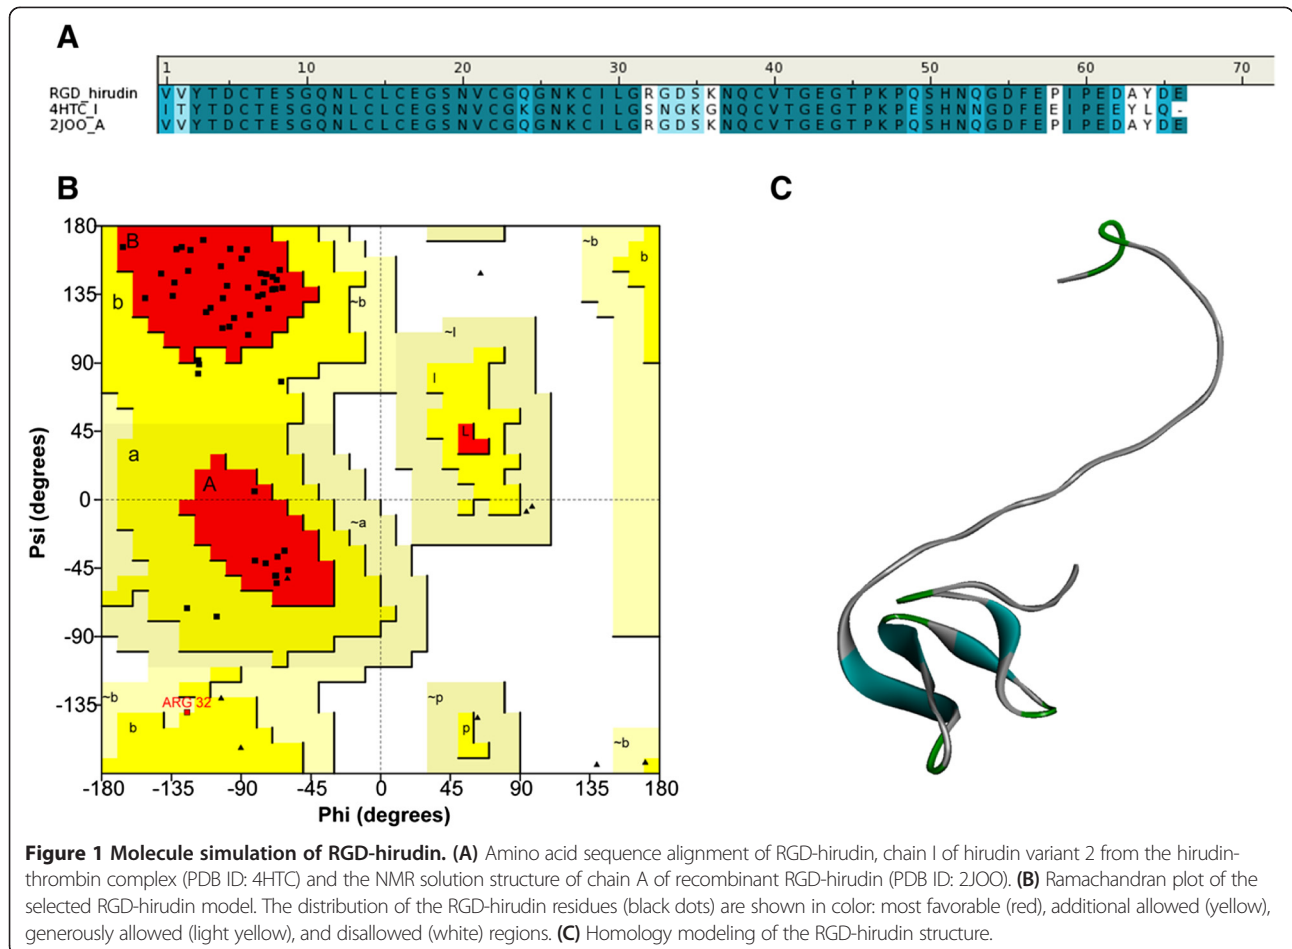 A
1 10 20 30 40 50 60 70
RGD_hirudin VVYTDCTESGQNLCLCEGSNVCGQGNKCILGRGDSKNQCVTGEGTPKPQSHNQGDFEPIPEDAYDE
4HTC_I ITYTDCTESGQNLCLCEGSNVCGKGNKCILGSNGKGNQCVTGEGTPKPESHNNGDFEEIPEEYLQ-
2JOO_A VVYTDCTESGQNLCLCEGSNVCGQGNKCILGRGDSKNQCVTGEGTPKPQSHNQGDFEPIPEDAYDE
B
C
180
135
90
45
0
-45
-90
-135
Psi (degrees)
B
b
~b
~b
b
~l
l
L
a
A
~a
~b
ARG 32
b
~p
p
~b
-180 -135 -90 -45 0 45 90 135 180
Phi (degrees)
Figure 1 Molecule simulation of RGD-hirudin. (A) Amino acid sequence alignment of RGD-hirudin, chain I of hirudin variant 2 from the hirudin-
thrombin complex (PDB ID: 4HTC) and the NMR solution structure of chain A of recombinant RGD-hirudin (PDB ID: 2JOO). (B) Ramachandran plot of the
selected RGD-hirudin model. The distribution of the RGD-hirudin residues (black dots) are shown in color: most favorable (red), additional allowed (yellow),
generously allowed (light yellow), and disallowed (white) regions. (C) Homology modeling of the RGD-hirudin structure.